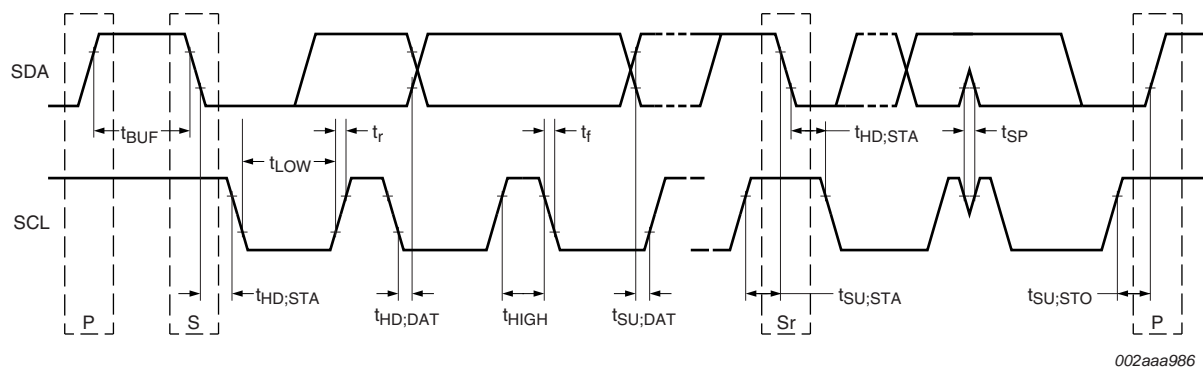 SDA
tBUF
tLOW
tr
tf
tHD;STA
tSP
SCL
tHD;STA
tHD;DAT
tHIGH
tSU;DAT
tSU;STA
tSU;STO
P
S
Sr
P
002aaa986